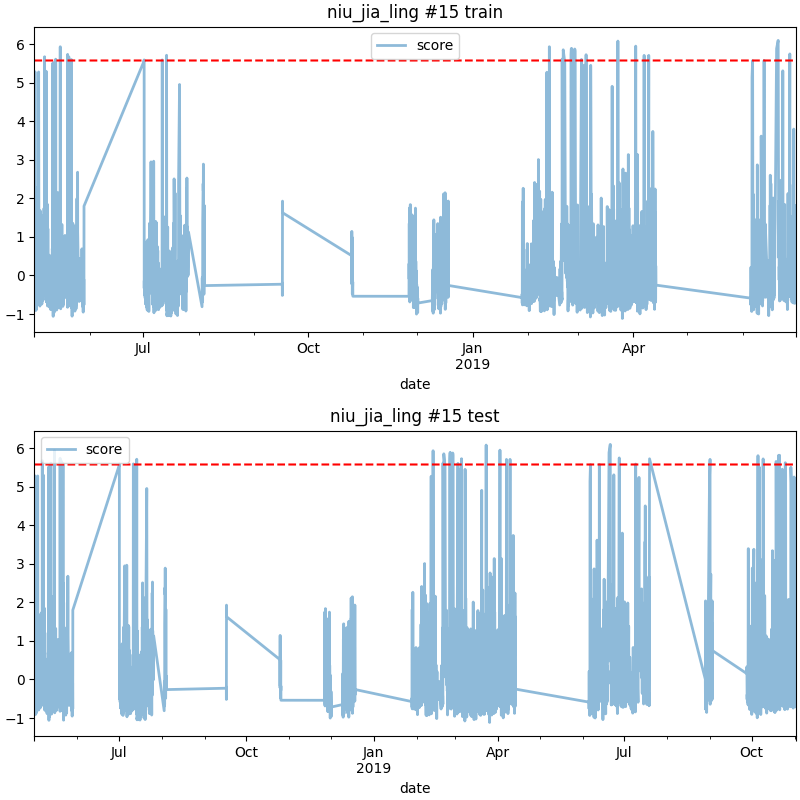 niu_jia_ling #15 train
score
6
5
4
3
2
1
0
−1
Jul
Oct
Jan
2019
Apr
date
niu_jia_ling #15 test
score
6
5
4
3
2
1
0
−1
Jul
Oct
Jan
2019
Apr
Jul
Oct
date